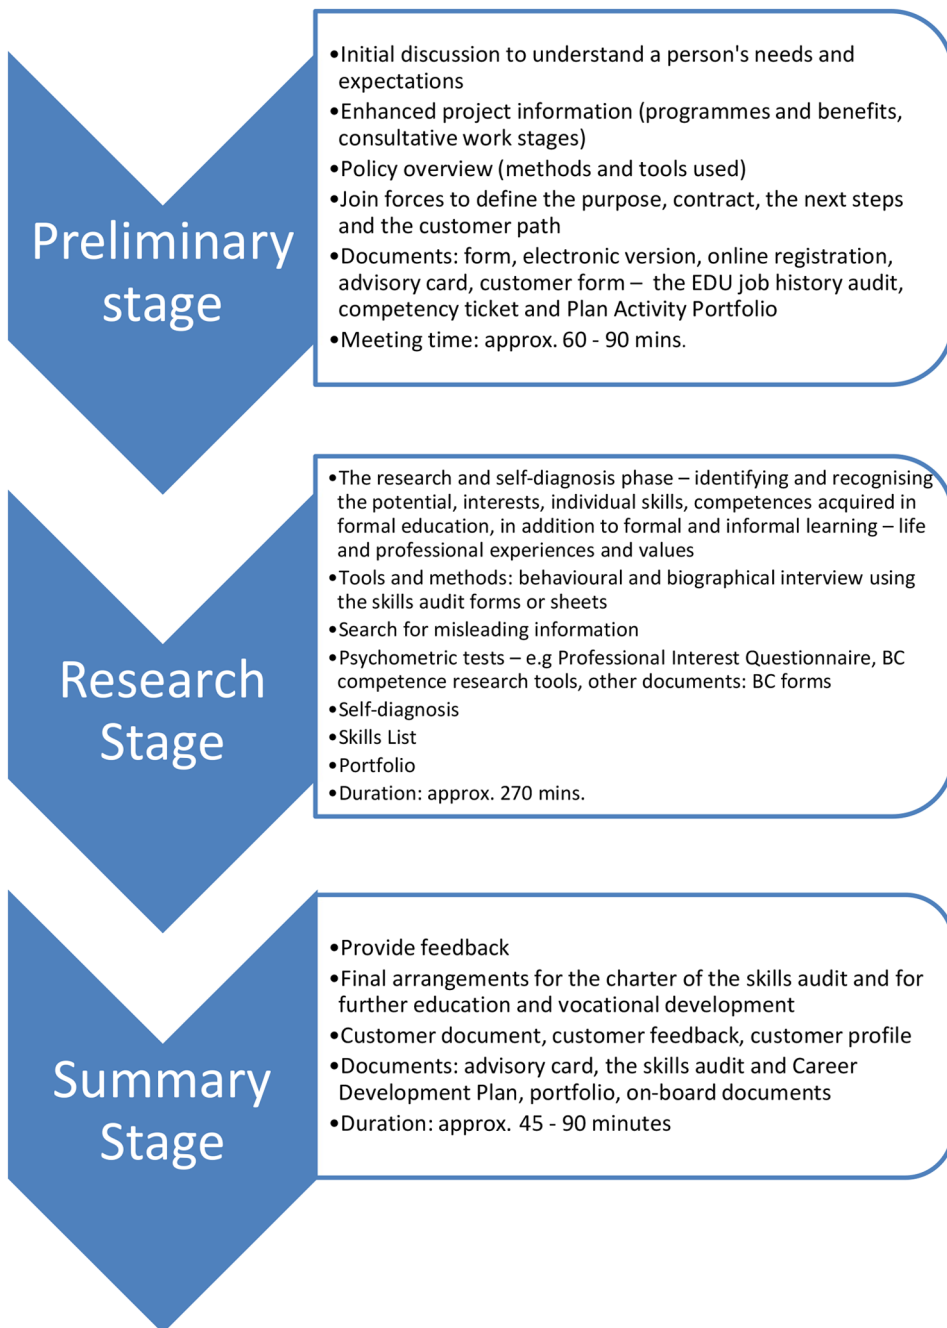 Preliminary
stage
•Initial discussion to understand a person's needs and
expectations
•Enhanced project information (programmes and benefits,
consultative work stages)
•Policy overview (methods and tools used)
•Join forces to define the purpose, contract, the next steps
and the customer path
•Documents: form, electronic version, online registration,
advisory card, customer form – the EDU job history audit,
competency ticket and Plan Activity Portfolio
•Meeting time: approx. 60 - 90 mins.
Research
Stage
•The research and self-diagnosis phase – identifying and recognising
the potential, interests, individual skills, competences acquired in
formal education, in addition to formal and informal learning – life
and professional experiences and values
•Tools and methods: behavioural and biographical interview using
the skills audit forms or sheets
•Search for misleading information
•Psychometric tests – e.g Professional Interest Questionnaire, BC
competence research tools, other documents: BC forms
•Self-diagnosis
•Skills List
•Portfolio
•Duration: approx. 270 mins.
Summary
Stage
•Provide feedback
•Final arrangements for the charter of the skills audit and for
further education and vocational development
•Customer document, customer feedback, customer profile
•Documents: advisory card, the skills audit and Career
Development Plan, portfolio, on-board documents
•Duration: approx. 45 - 90 minutes